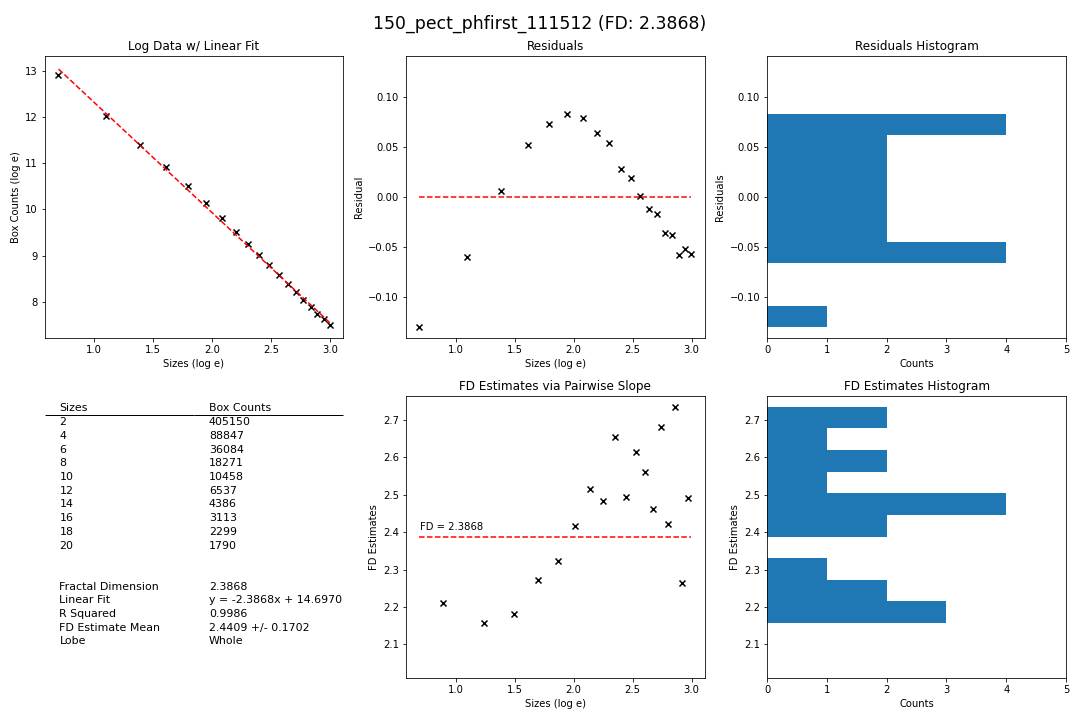 150_pect_phfirst_111512 (FD: 2.3868)
Log Data w/ Linear Fit
Box Counts (log e)
13
12
11
10
9
8
1.0 1.5 2.0 2.5 3.0
Sizes (log e)
Residuals
Residual
0.10
0.05
0.00
−0.05
−0.10
1.0 1.5 2.0 2.5 3.0
Sizes (log e)
Residuals Histogram
Residuals
0.10
0.05
0.00
−0.05
−0.10
0 1 2 3 4 5
Counts
Sizes Box Counts
2 405150
4 88847
6 36084
8 18271
10 10458
12 6537
14 4386
16 3113
18 2299
20 1790
Fractal Dimension 2.3868
Linear Fit y = -2.3868x + 14.6970
R Squared 0.9986
FD Estimate Mean 2.4409 +/- 0.1702
Lobe Whole
FD Estimates via Pairwise Slope
FD Estimates
2.7
2.6
2.5
2.4
2.3
2.2
2.1
FD = 2.3868
1.0 1.5 2.0 2.5 3.0
Sizes (log e)
FD Estimates Histogram
FD Estimates
2.7
2.6
2.5
2.4
2.3
2.2
2.1
0 1 2 3 4 5
Counts